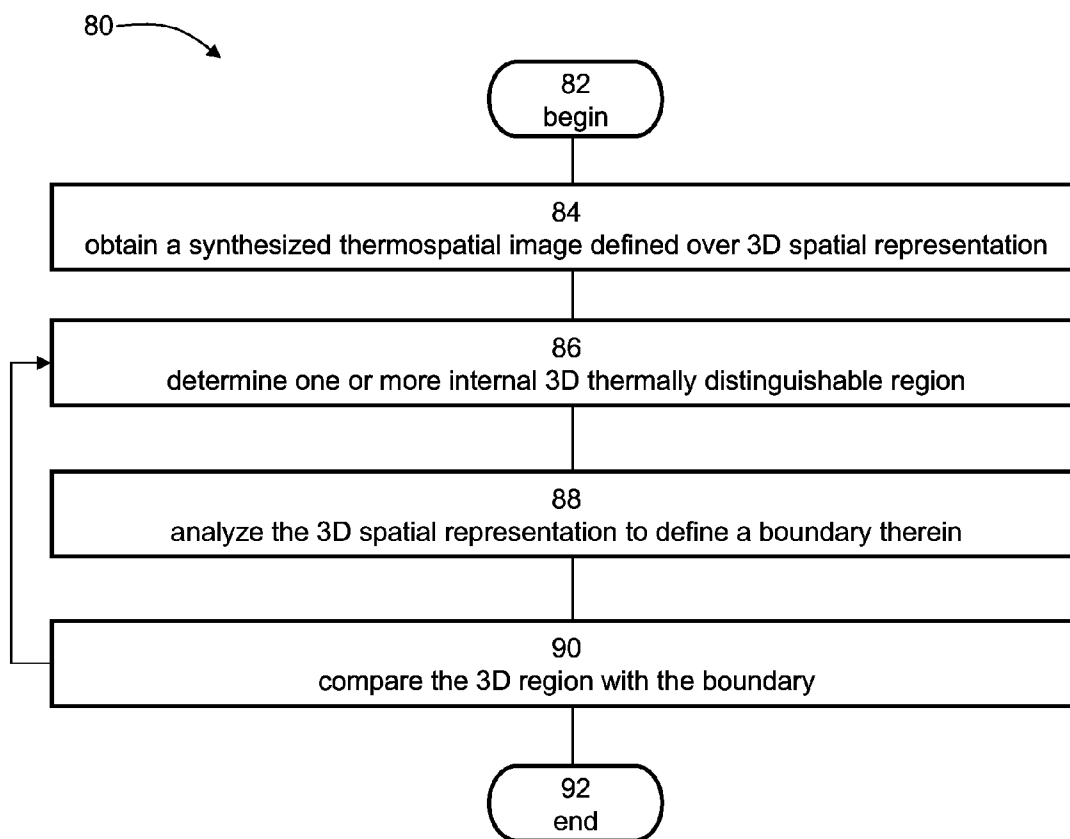 80
82
begin
84
obtain a synthesized thermospatial image defined over 3D spatial representation
86
determine one or more internal 3D thermally distinguishable region
88
analyze the 3D spatial representation to define a boundary therein
90
compare the 3D region with the boundary
92
end